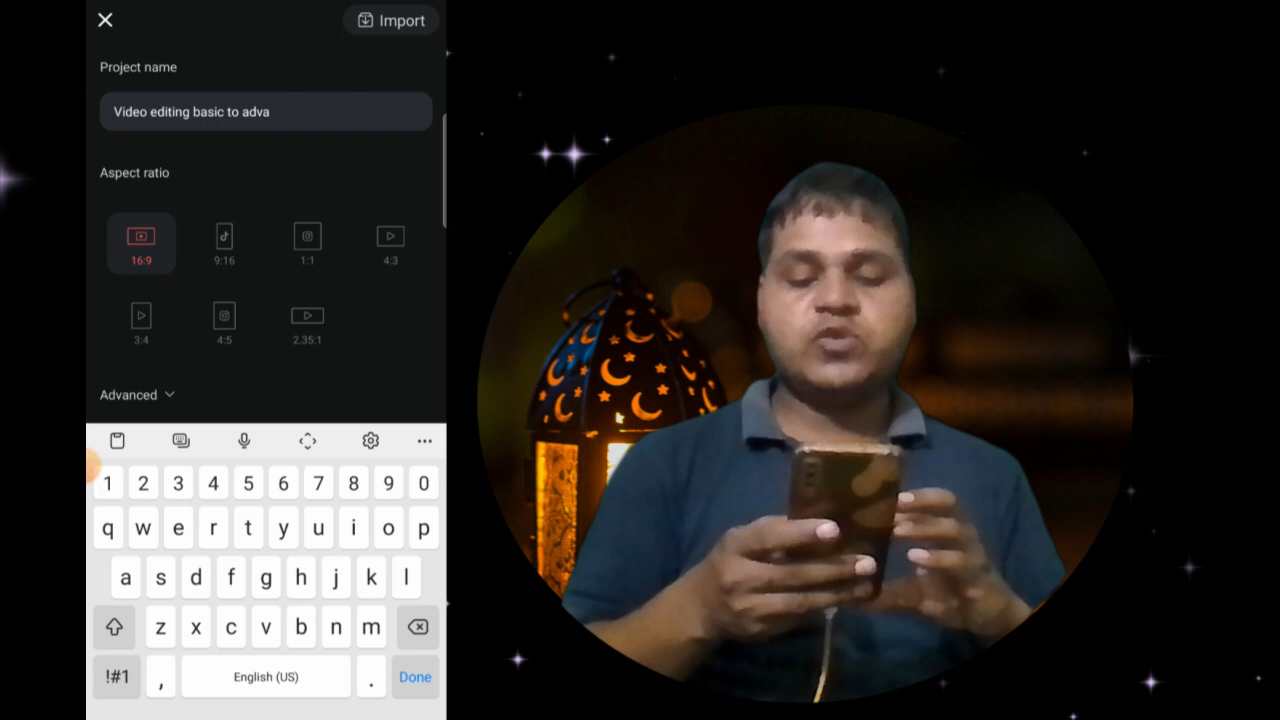 Import
Project name
Video editing basic to adva
Aspect ratio
16:9 9:16 1:1 4:3
3:4 4:5 2.35:1
Advanced
1 2 3 4 5 6 7 8 9 0
q w e r t y u i o p
a s d f g h j k l
z x c v b n m
!#1 , English (US) . Done